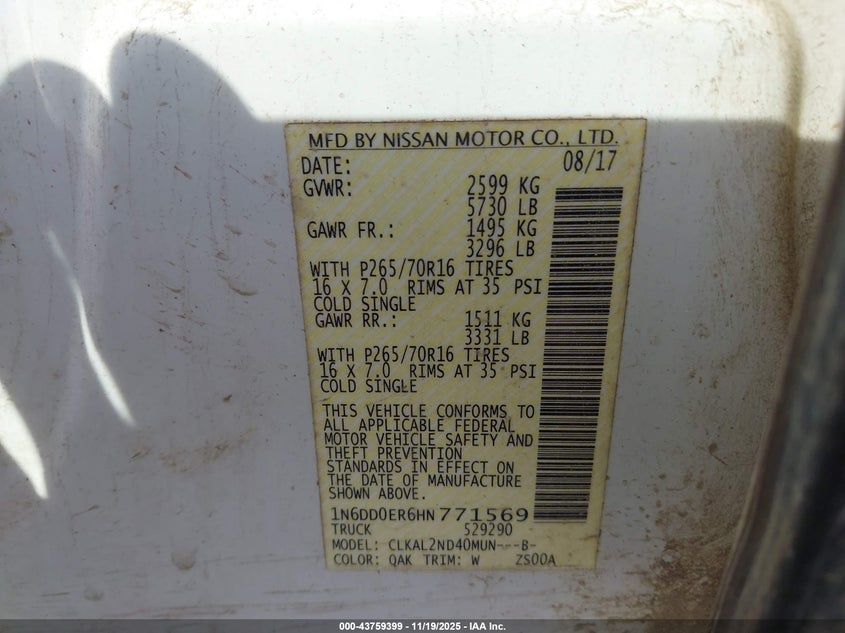 MFD BY NISSAN MOTOR CO., LTD.
DATE: 08/17
GVWR: 2599 KG
5730 LB
GAWR FR.: 1495 KG
3296 LB
WITH P265/70R16 TIRES
16 X 7.0 RIMS AT 35 PSI
COLD SINGLE
GAWR RR.: 1511 KG
3331 LB
WITH P265/70R16 TIRES
16 X 7.0 RIMS AT 35 PSI
COLD SINGLE
THIS VEHICLE CONFORMS TO
ALL APPLICABLE FEDERAL
MOTOR VEHICLE SAFETY AND
THEFT PREVENTION
STANDARDS IN EFFECT ON
THE DATE OF MANUFACTURE
SHOWN ABOVE.
1N6DD0ER6HN771569
TRUCK 529290
MODEL: CLKAL2ND40MUN---B-
COLOR: QAK TRIM: W ZS00A
000-43759399 - 11/19/2025 - IAA Inc.